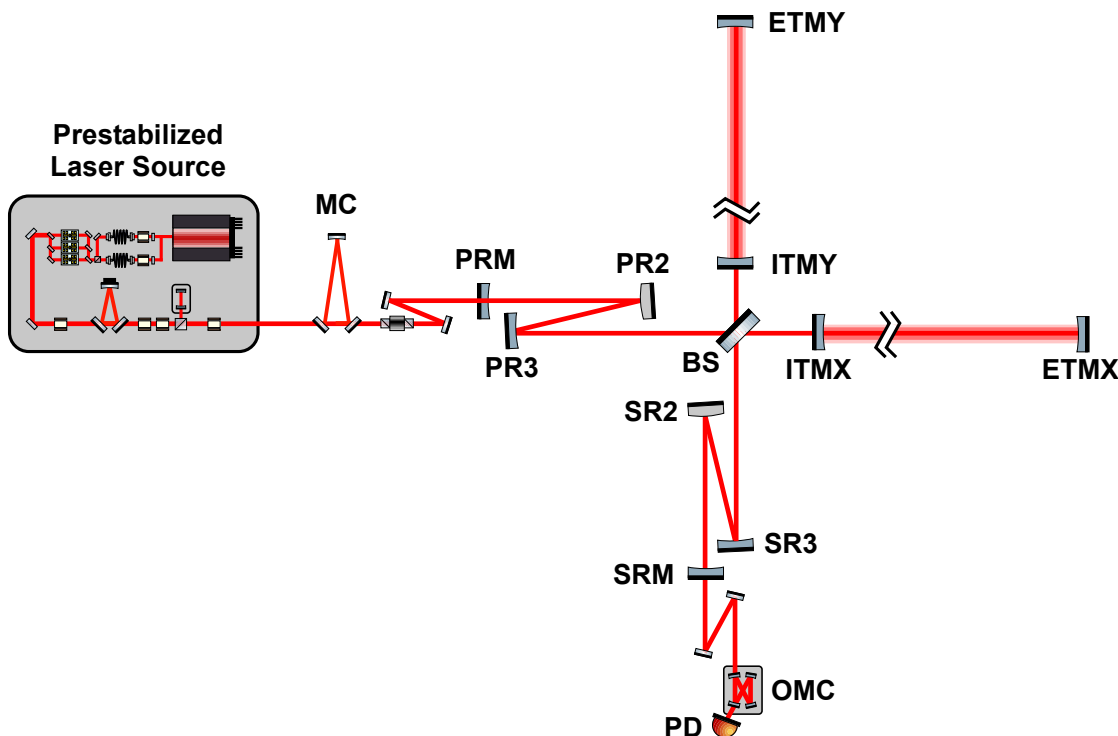 ETMY
Prestabilized
Laser Source
MC
PRM
PR2
ITMY
PR3
BS
ITMX
ETMX
SR2
SR3
SRM
OMC
PD